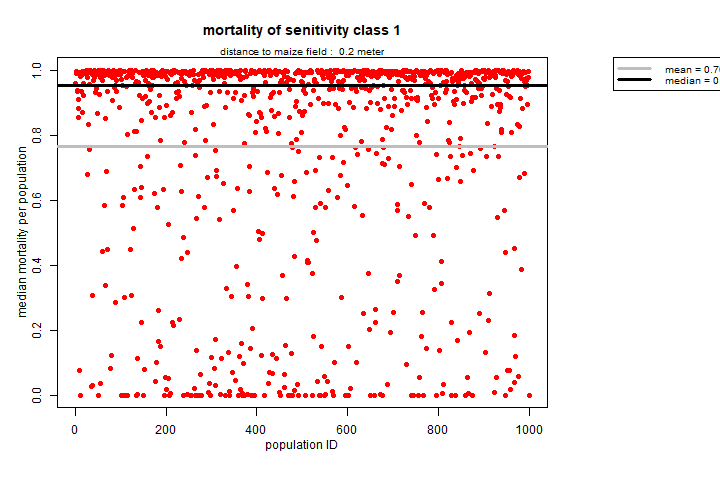 mortality of senitivity class 1
distance to maize field : 0.2 meter
median mortality per population
1.0
0.8
0.6
0.4
0.2
0.0
0 200 400 600 800 1000
population ID
mean = 0.76
median = 0